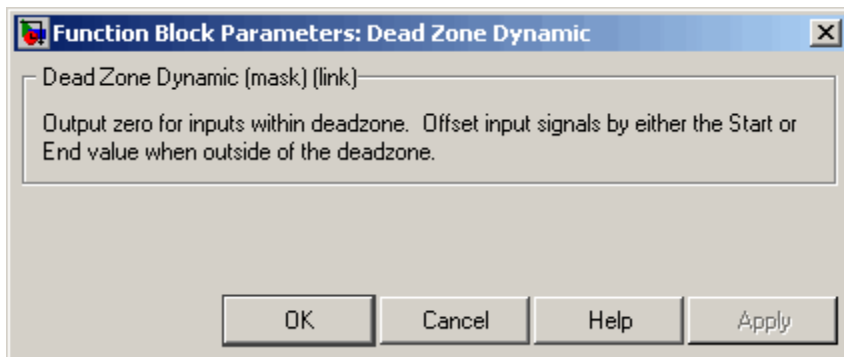 Function Block Parameters: Dead Zone Dynamic
Dead Zone Dynamic (mask) (link)
Output zero for inputs within deadzone.  Offset input signals by either the Start or
End value when outside of the deadzone.
OK
Cancel
Help
Apply